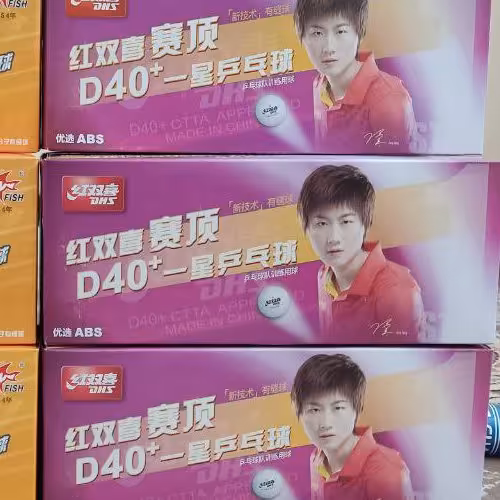 DHS
「新技术」有缝球
红双喜赛顶
D40+一星乒乓球
乒乓球队训练用球
D40+ CTTA APPROVED
MADE IN CHINA
优选 ABS
FISH
红双喜
DHS
「新技术」有缝球
红双喜赛顶
D40+一星乒乓球
乒乓球队训练用球
DHS
D40+ CTTA APPROVED
MADE IN CHINA
优选 ABS
FISH
红双喜
DHS
「新技术」有缝球
红双喜赛顶
D40+一星乒乓球
乒乓球队训练用球